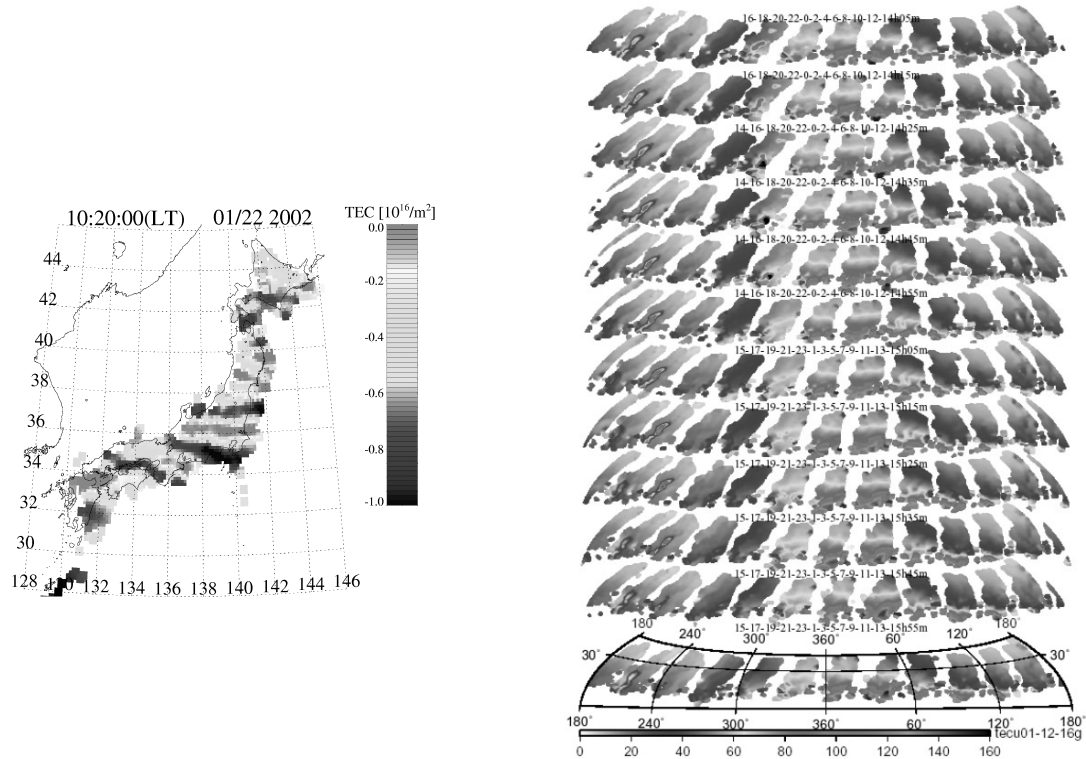 10:20:00(LT) 01/22 2002
TEC [10^16/m^2]
0.0
-0.2
-0.4
-0.6
-0.8
-1.0
44
42
40
38
36
34
32
30
128 130 132 134 136 138 140 142 144 146
16-18-20-22-0-2-4-6-8-10-12-14h05m
16-18-20-22-0-2-4-6-8-10-12-14h15m
14-16-18-20-22-0-2-4-6-8-10-12-14h25m
14-16-18-20-22-0-2-4-6-8-10-12-14h35m
14-16-18-20-22-0-2-4-6-8-10-12-14h45m
14-16-18-20-22-0-2-4-6-8-10-12-14h55m
15-17-19-21-23-1-3-5-7-9-11-13-15h05m
15-17-19-21-23-1-3-5-7-9-11-13-15h15m
15-17-19-21-23-1-3-5-7-9-11-13-15h25m
15-17-19-21-23-1-3-5-7-9-11-13-15h35m
15-17-19-21-23-1-3-5-7-9-11-13-15h45m
15-17-19-21-23-1-3-5-7-9-11-13-15h55m
180° 240° 300° 360° 60° 120° 180°
30° 30°
180° 240° 300° 360° 60° 120° 180°
tecu01-12-16g
0 20 40 60 80 100 120 140 160